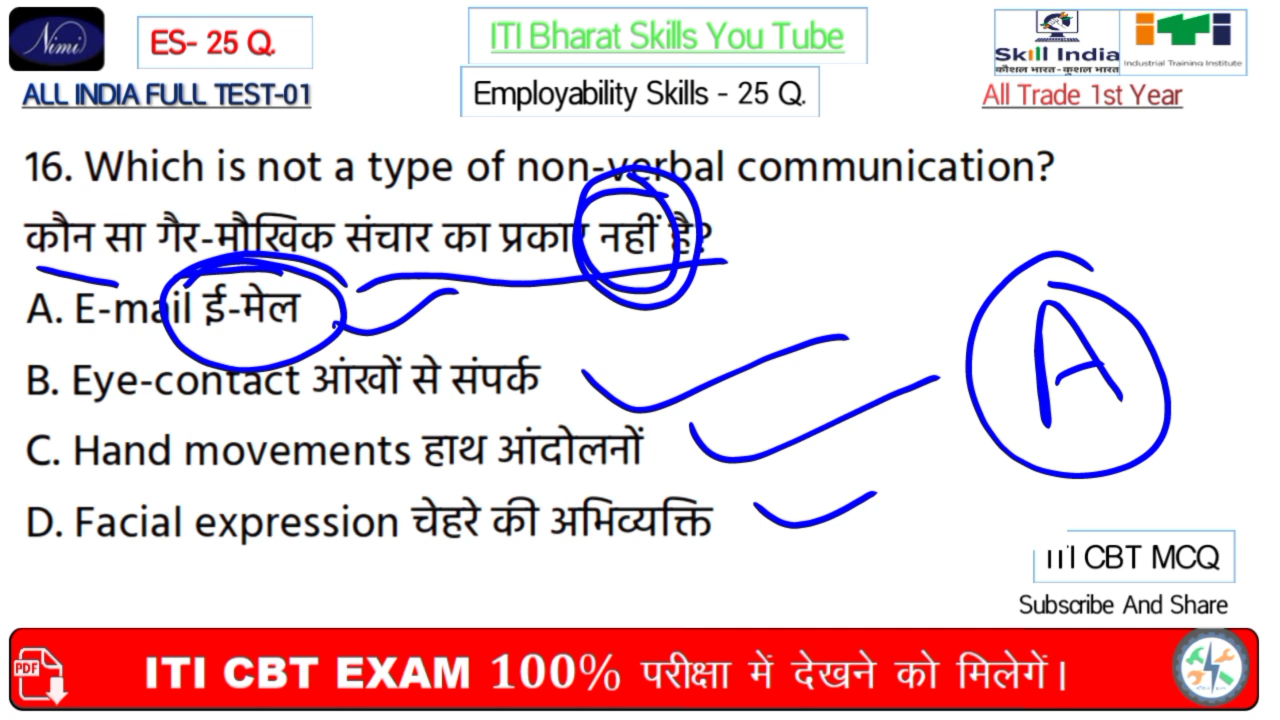 Nimi
ES- 25 Q.
ITI Bharat Skills You Tube
Skill India
कौशल भारत - कुशल भारत
iTi
Industrial Training Institute
ALL INDIA FULL TEST-01
Employability Skills - 25 Q.
All Trade 1st Year
16. Which is not a type of non-verbal communication?
कौन सा गैर-मौखिक संचार का प्रकार नहीं है?
A. E-mail ई-मेल
B. Eye-contact आंखों से संपर्क
C. Hand movements हाथ आंदोलनों
D. Facial expression चेहरे की अभिव्यक्ति
A
CBT MCQ
Subscribe And Share
PDF
ITI CBT EXAM 100% परीक्षा में देखने को मिलेगें।